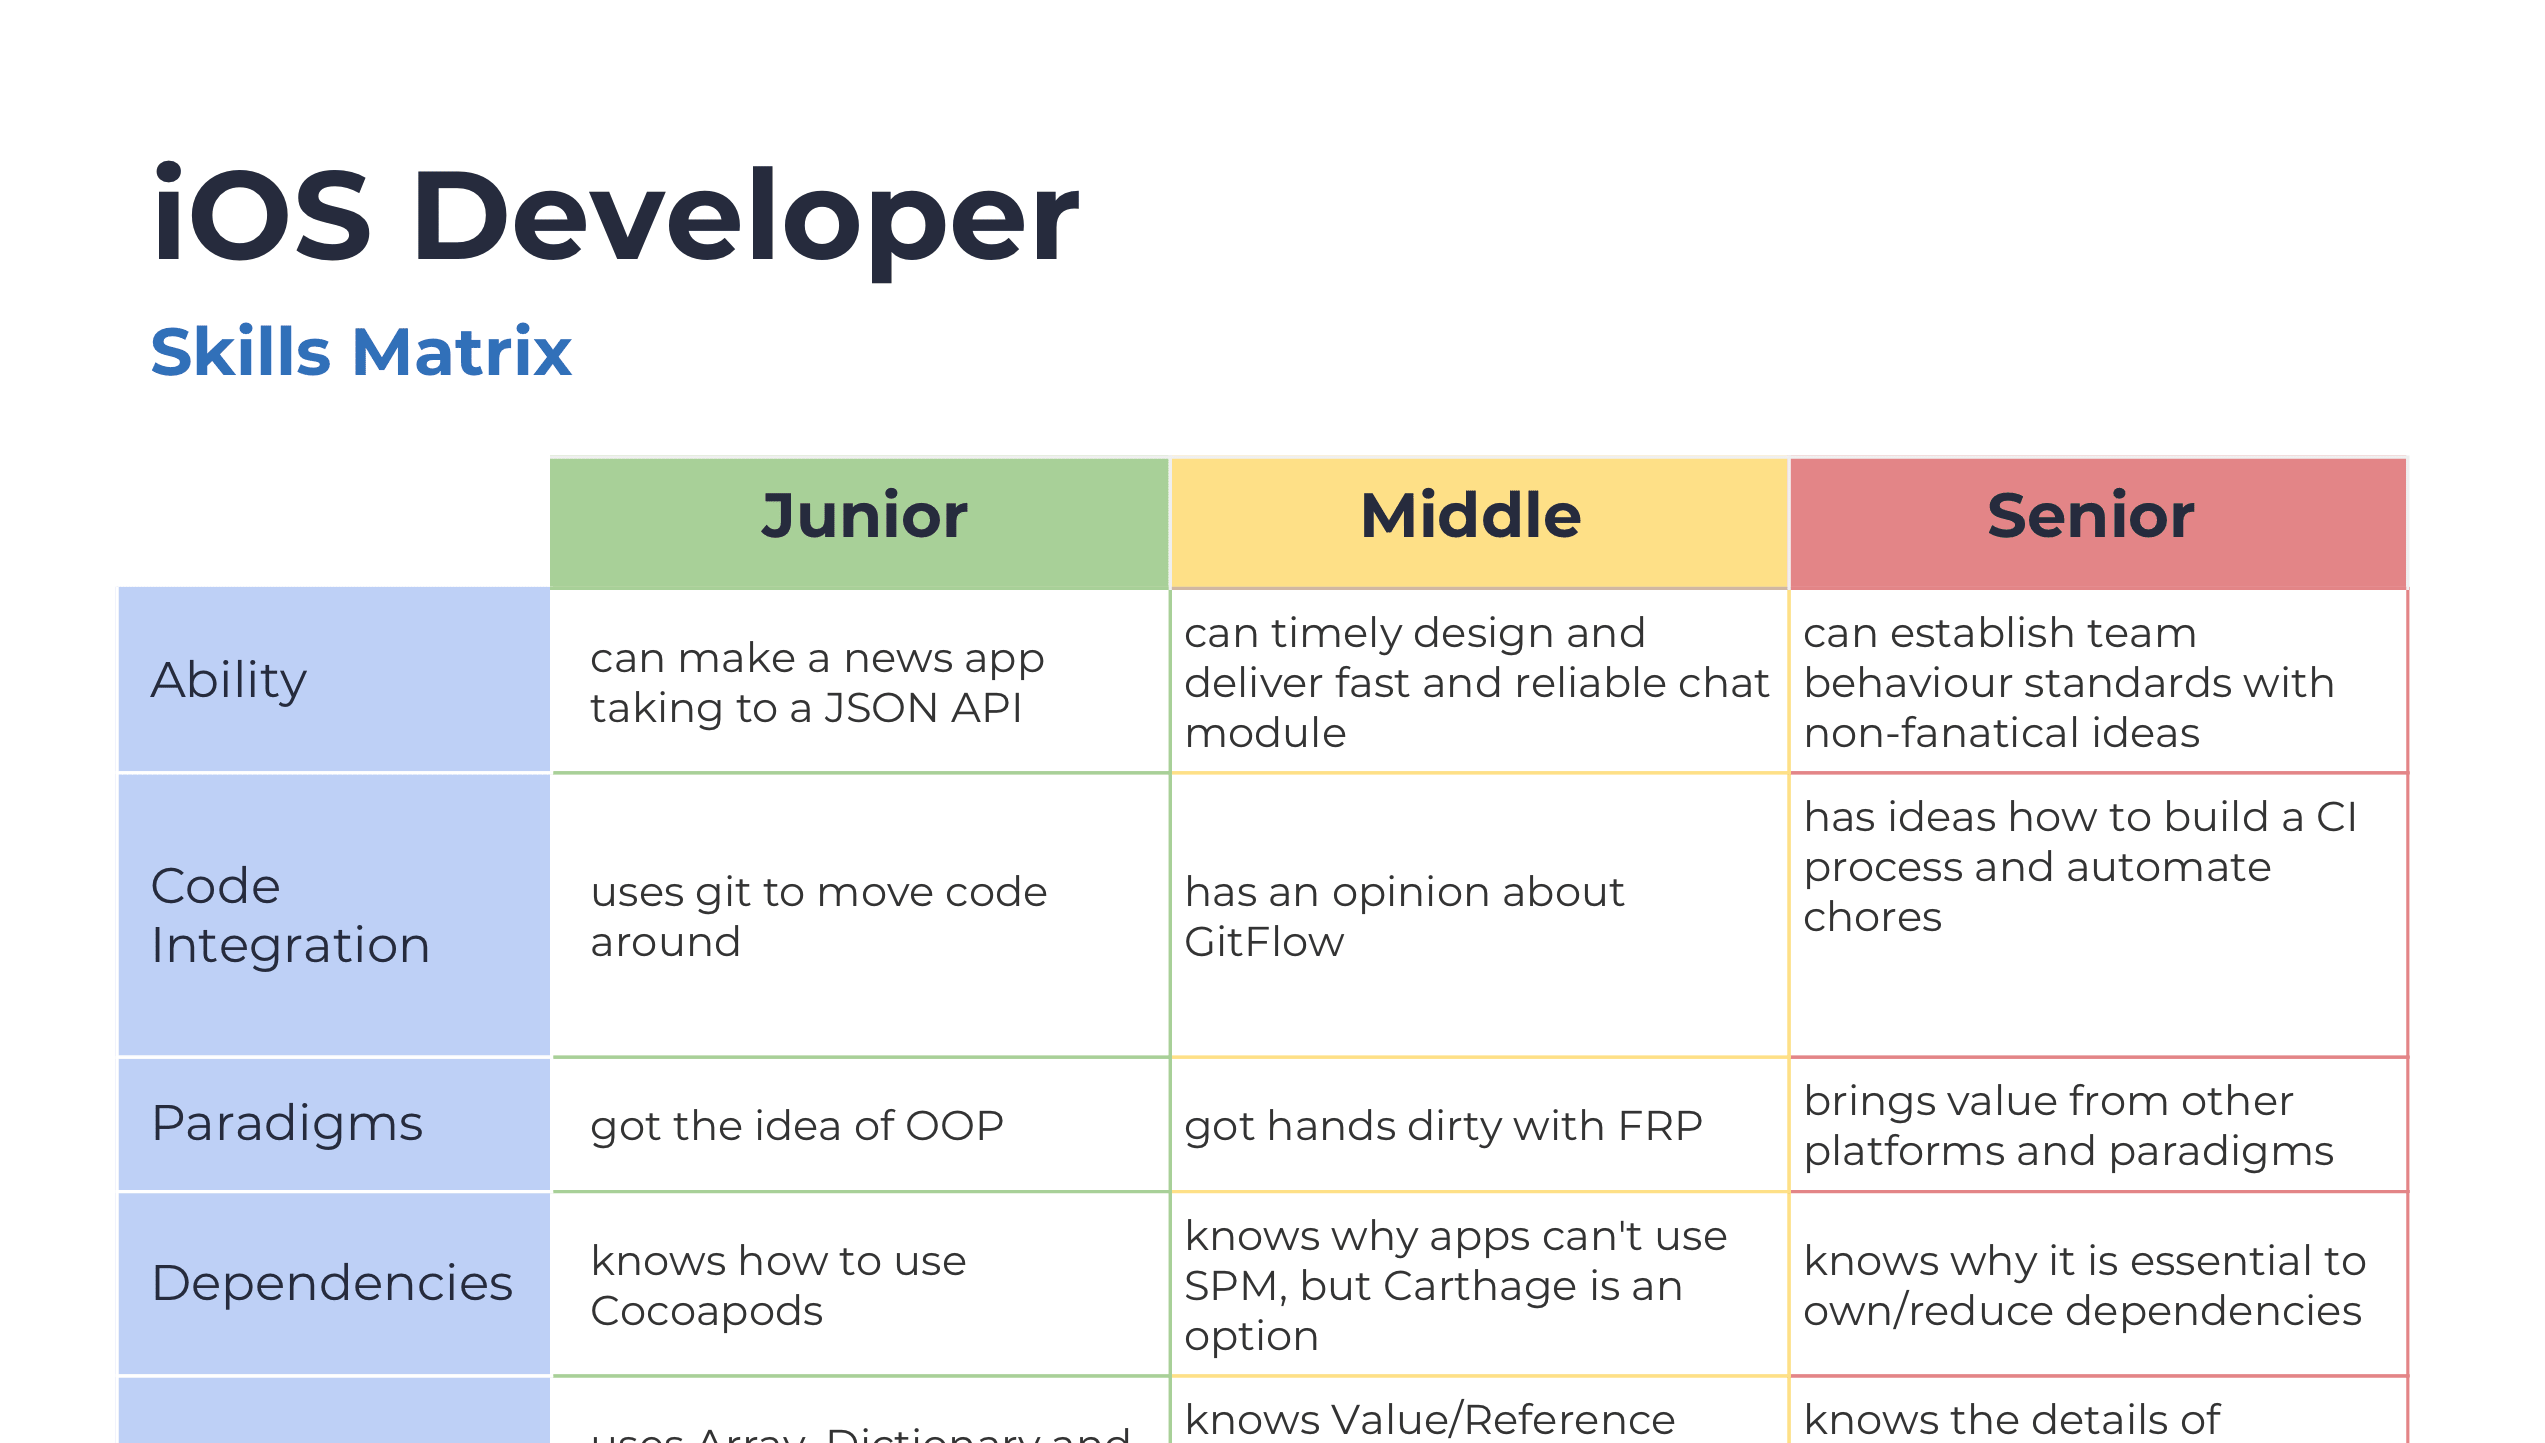 iOS Developer
Skills Matrix
Junior
Middle
Senior
Ability
can make a news app
taking to a JSON API
can timely design and
deliver fast and reliable chat
module
can establish team
behaviour standards with
non-fanatical ideas
Code
Integration
uses git to move code
around
has an opinion about
GitFlow
has ideas how to build a CI
process and automate
chores
Paradigms
got the idea of OOP
got hands dirty with FRP
brings value from other
platforms and paradigms
Dependencies
knows how to use
Cocoapods
knows why apps can't use
SPM, but Carthage is an
option
knows why it is essential to
own/reduce dependencies
uses Array, Dictionary and
knows Value/Reference
knows the details of